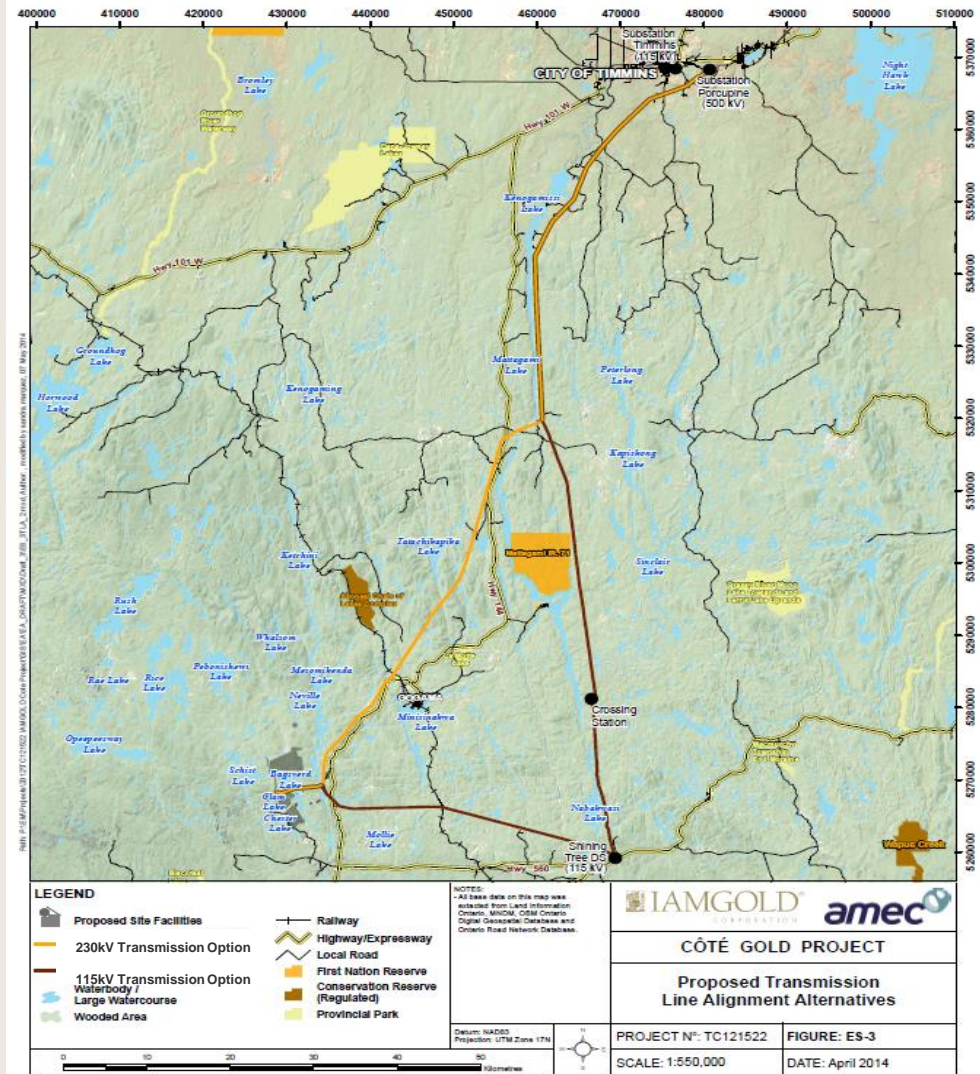 400000 410000 420000 430000 440000 450000 460000 470000 480000 490000 500000 510000
Substation
Timmins
(115 kV)
CITY OF TIMMINS
Substation
Porcupine
(500 kV)
Night
Hawk
Lake
Bromley
Lake
Hwy 101 W
Kenogamissi
Lake
Hwy 101 W
Groundhog
Lake
Horwood
Lake
Kenogaming
Lake
Mattagami
Lake
Peterlong
Lake
Kapiskong
Lake
Tatachikapika
Lake
Mattagami IR 71
Sinclair
Lake
Ketchini
Lake
Hwy 144
Rush
Lake
Whalsom
Lake
Rae Lake
Rice
Lake
Pebonishewi
Lake
Mesomikenda
Lake
Neville
Lake
GOGAMA
Minisinakwa
Lake
Crossing
Station
Opeepeesway
Lake
Schist
Lake
Bagsverd
Lake
Clam
Lake
Chester
Lake
Mollie
Lake
Nabakwasi
Lake
Shining
Tree DS
(115 kV)
Hwy 560
Wapus Creek
5370000
5360000
5350000
5340000
5330000
5320000
5310000
5300000
5290000
5280000
5270000
5260000
LEGEND
Proposed Site Facilities
230kV Transmission Option
115kV Transmission Option
Waterbody /
Large Watercourse
Wooded Area
Railway
Highway/Expressway
Local Road
First Nation Reserve
Conservation Reserve
(Regulated)
Provincial Park
0 10 20 30 40 50
Kilometres
NOTES:
- All base data on this map was
extracted from Land Information
Ontario, MNDM, OBM Ontario
Digital Geospatial Database and
Ontario Road Network Database.
Datum: NAD83
Projection: UTM Zone 17N
N
E
S
W
IAMGOLD®
CORPORATION
amec
CÔTÉ GOLD PROJECT
Proposed Transmission
Line Alignment Alternatives
PROJECT Nº: TC121522
FIGURE: ES-3
SCALE: 1:550,000
DATE: April 2014